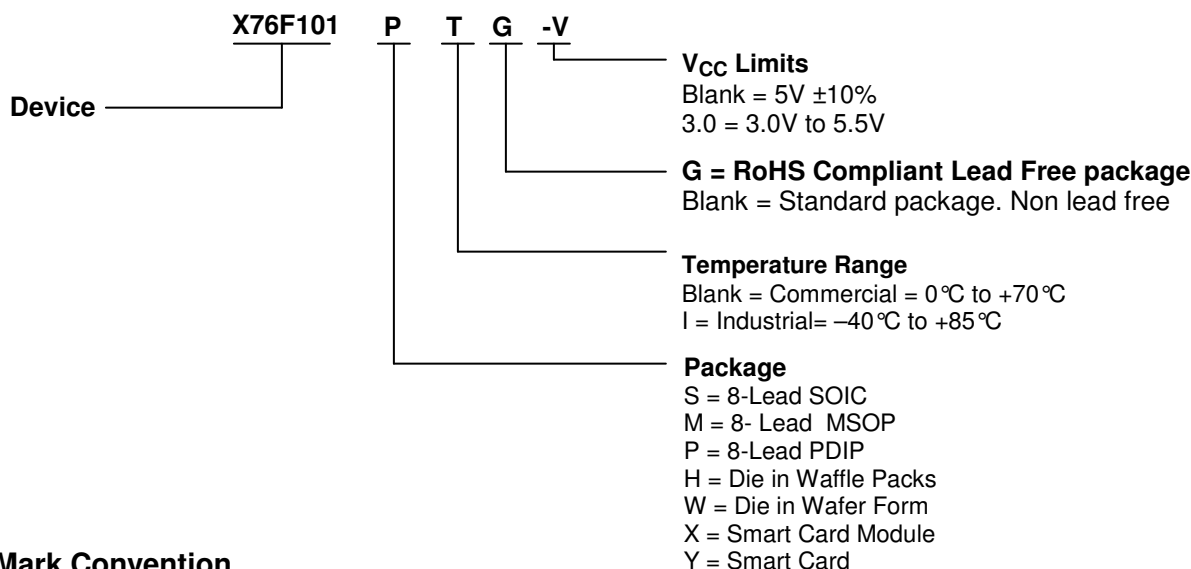 X76F101 P T G -V
Device
VCC Limits
Blank = 5V ±10%
3.0 = 3.0V to 5.5V
G = RoHS Compliant Lead Free package
Blank = Standard package. Non lead free
Temperature Range
Blank = Commercial = 0°C to +70°C
I = Industrial= –40°C to +85°C
Package
S = 8-Lead SOIC
M = 8- Lead MSOP
P = 8-Lead PDIP
H = Die in Waffle Packs
W = Die in Wafer Form
X = Smart Card Module
Y = Smart Card
Mark Convention